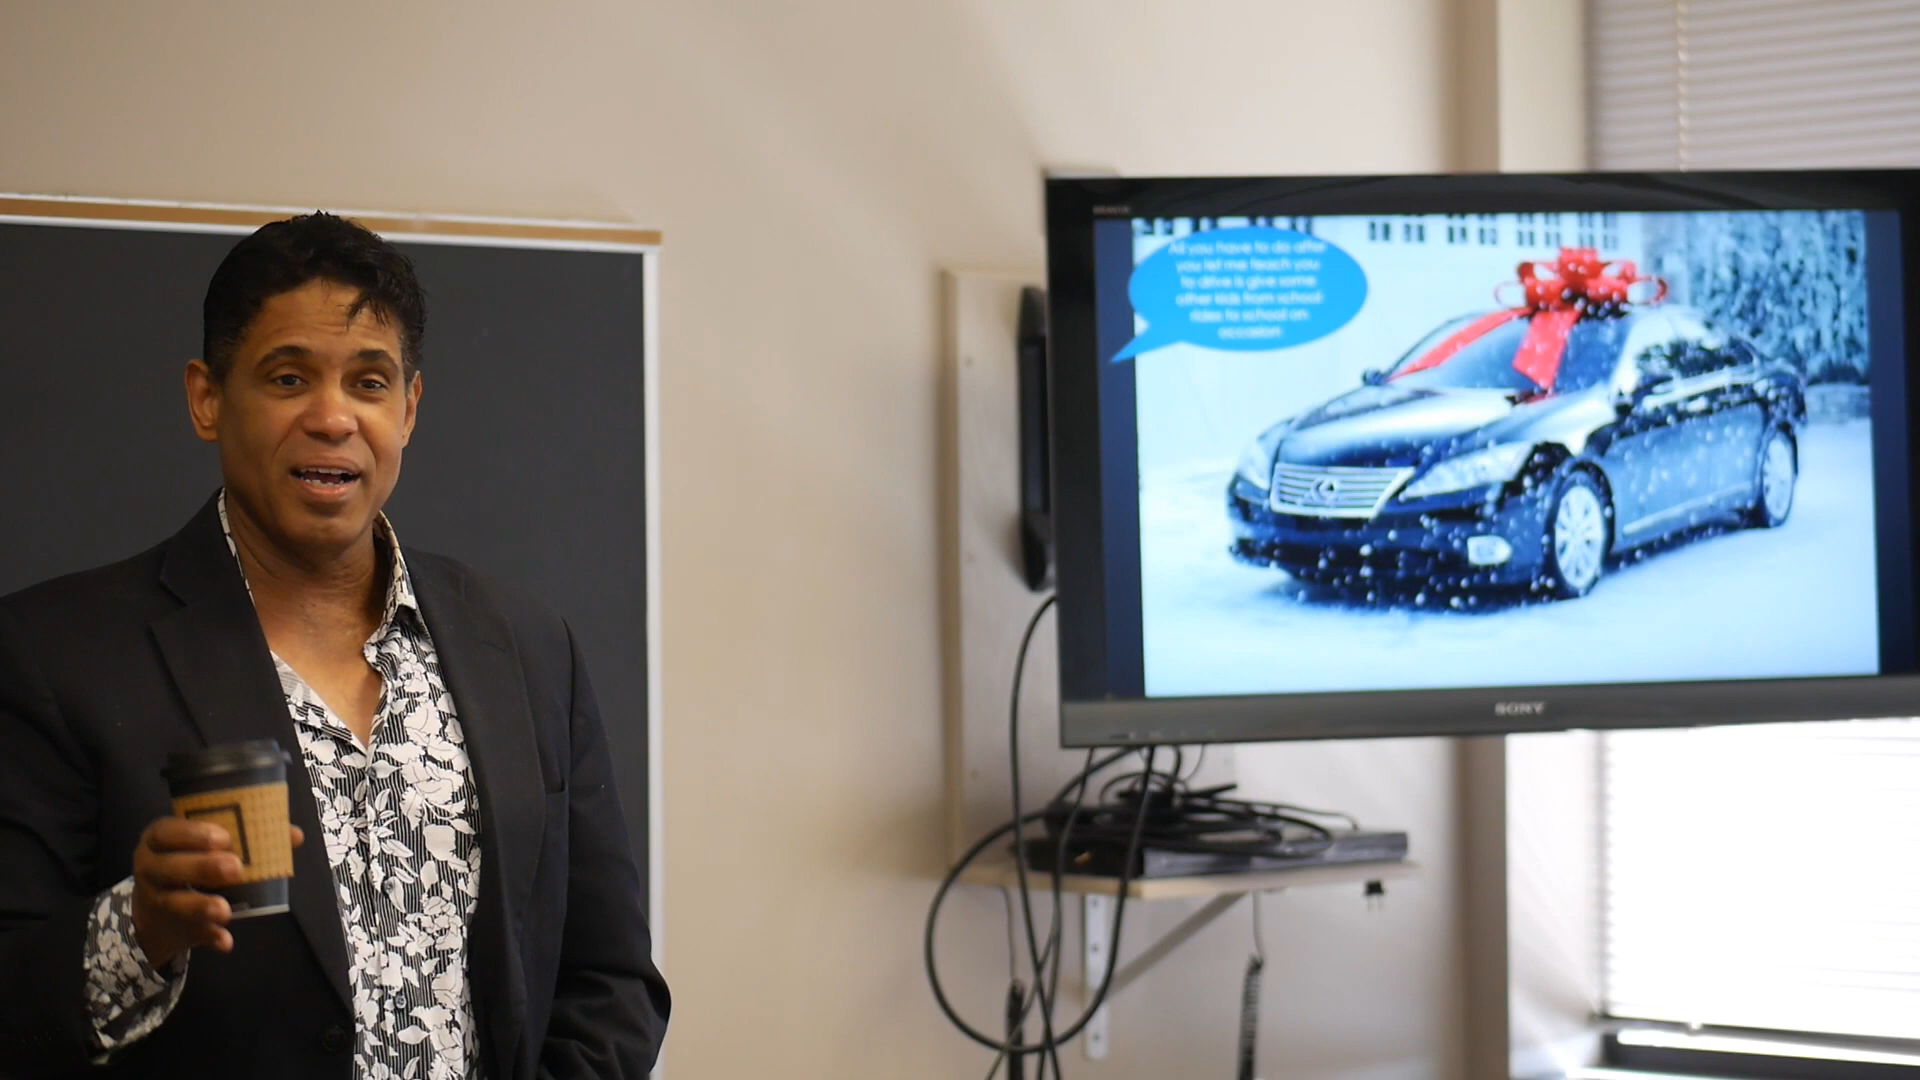 BRAVIA
All you have to do after
you let me teach you
to drive is give some
other kids from school
rides to school on
occasion
SONY